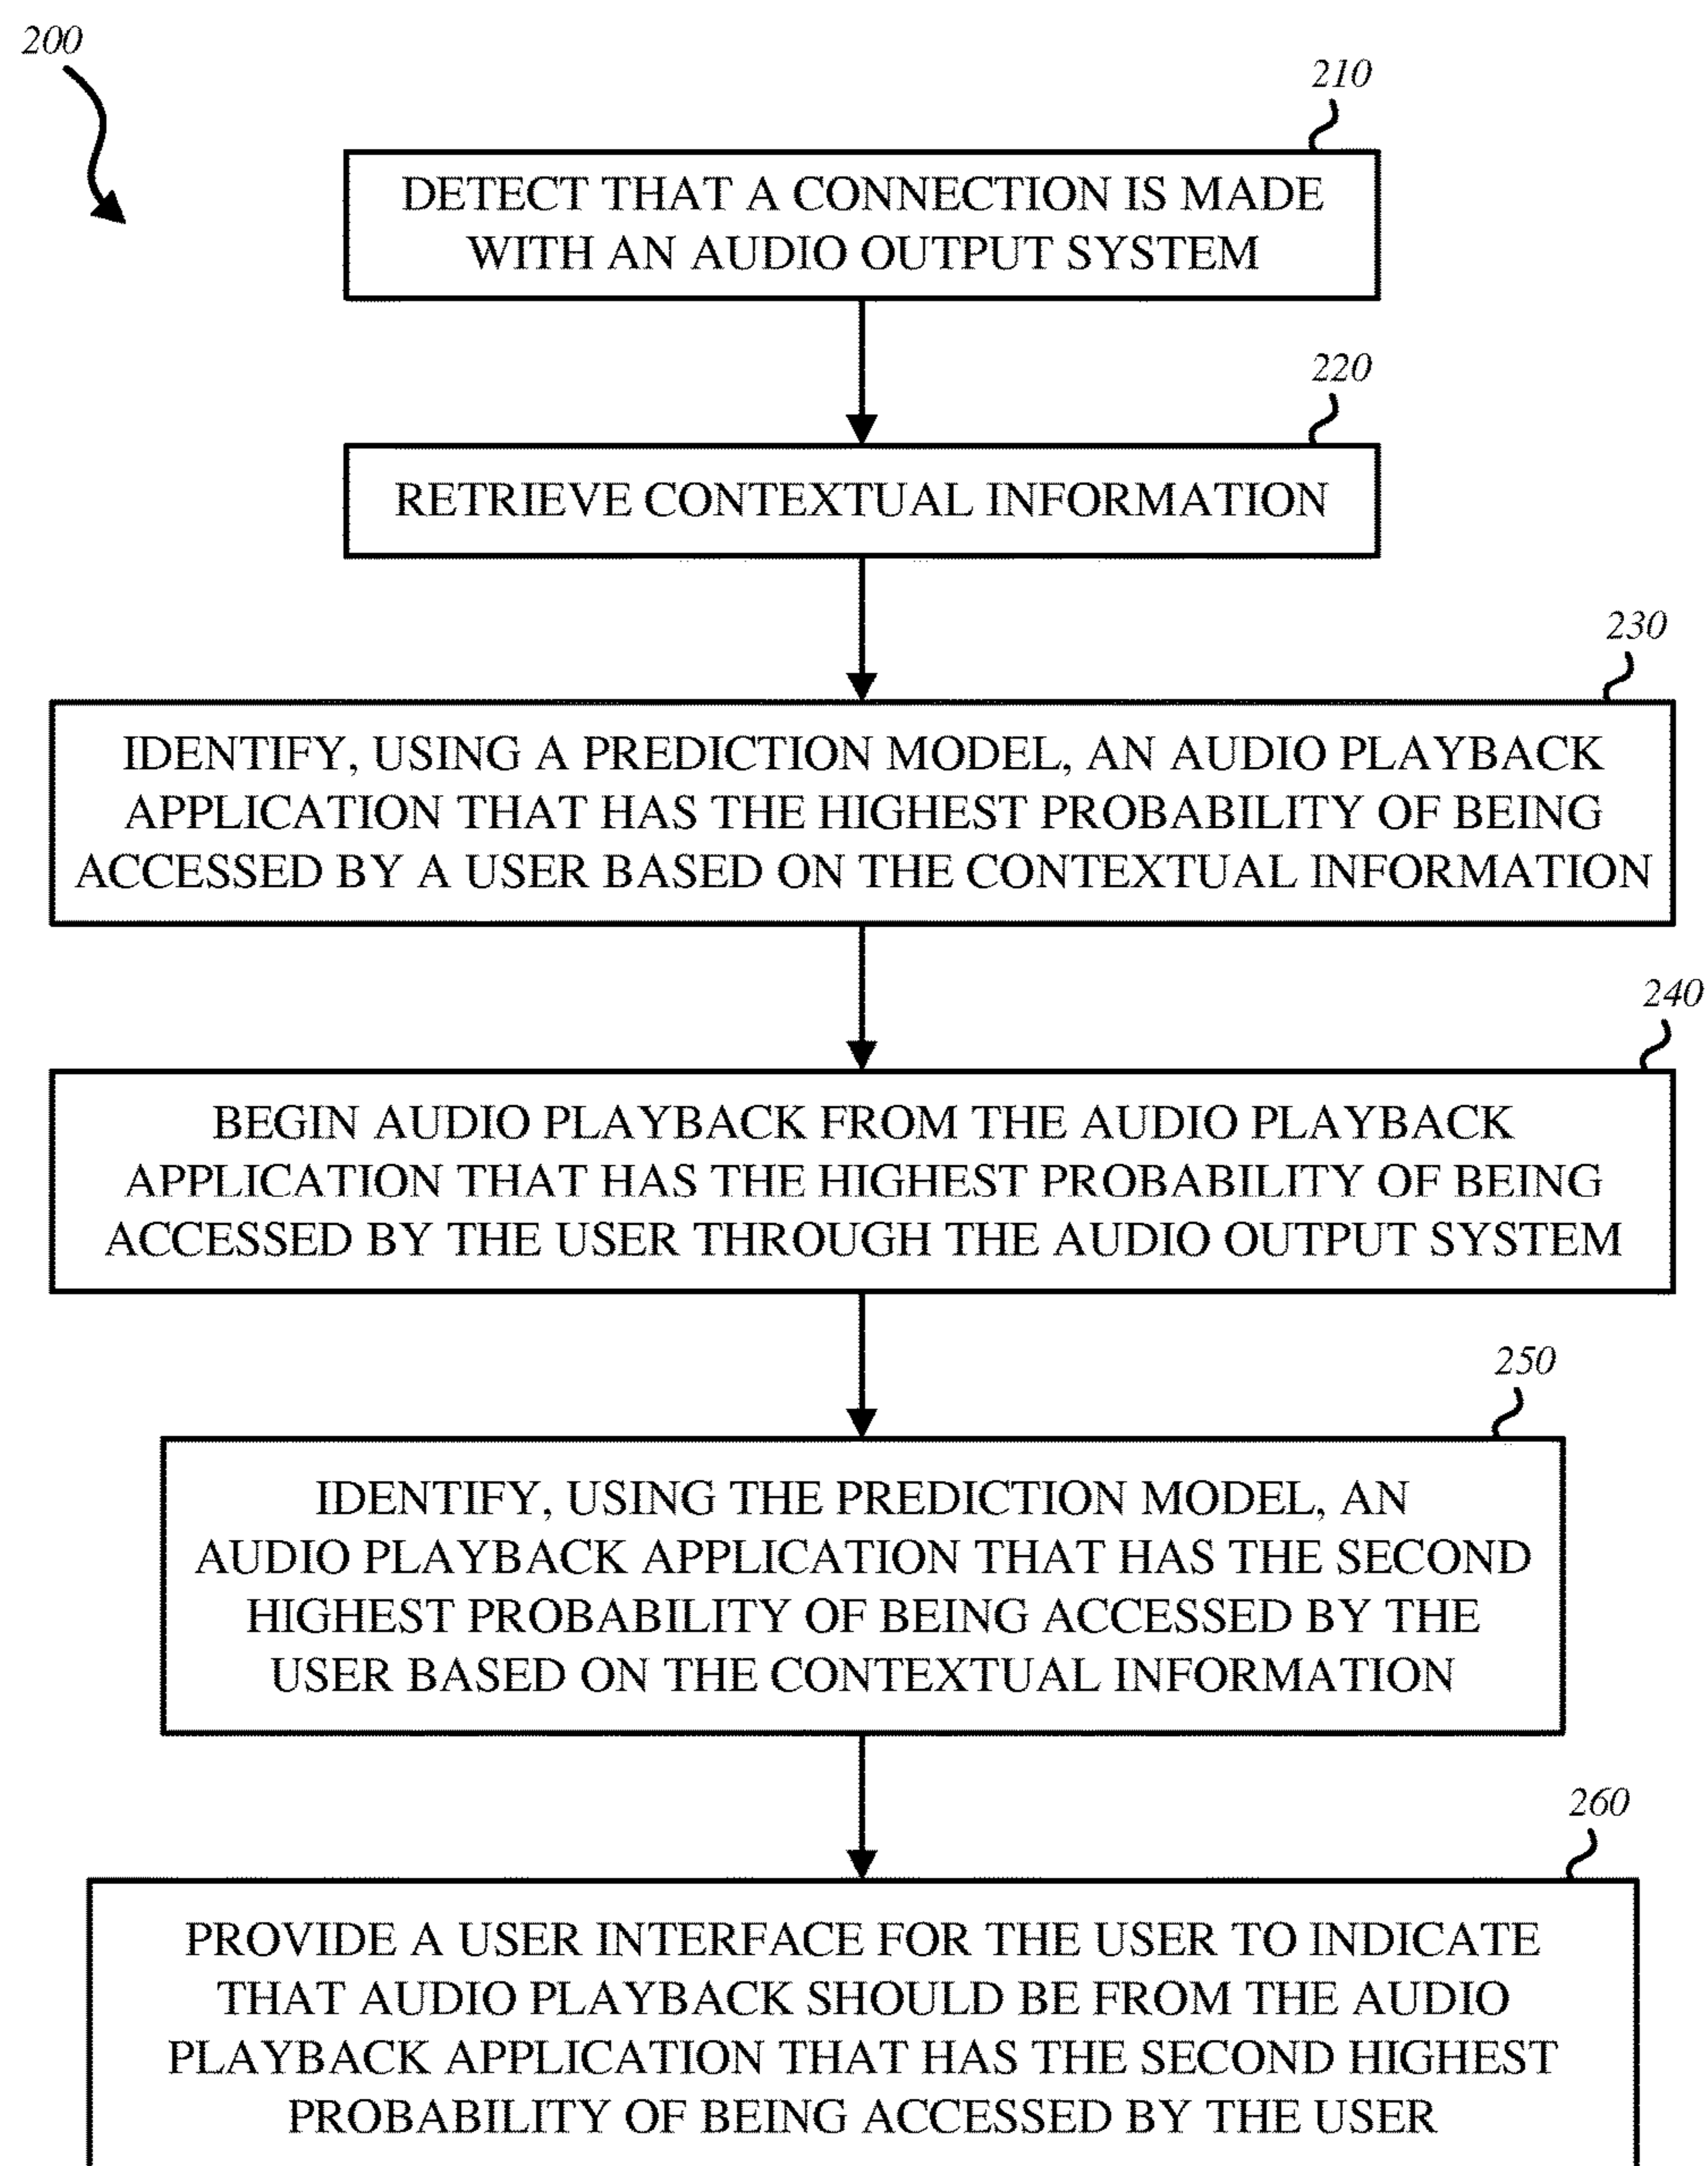 200
210
DETECT THAT A CONNECTION IS MADE
WITH AN AUDIO OUTPUT SYSTEM
220
RETRIEVE CONTEXTUAL INFORMATION
230
IDENTIFY, USING A PREDICTION MODEL, AN AUDIO PLAYBACK
APPLICATION THAT HAS THE HIGHEST PROBABILITY OF BEING
ACCESSED BY A USER BASED ON THE CONTEXTUAL INFORMATION
240
BEGIN AUDIO PLAYBACK FROM THE AUDIO PLAYBACK
APPLICATION THAT HAS THE HIGHEST PROBABILITY OF BEING
ACCESSED BY THE USER THROUGH THE AUDIO OUTPUT SYSTEM
250
IDENTIFY, USING THE PREDICTION MODEL, AN
AUDIO PLAYBACK APPLICATION THAT HAS THE SECOND
HIGHEST PROBABILITY OF BEING ACCESSED BY THE
USER BASED ON THE CONTEXTUAL INFORMATION
260
PROVIDE A USER INTERFACE FOR THE USER TO INDICATE
THAT AUDIO PLAYBACK SHOULD BE FROM THE AUDIO
PLAYBACK APPLICATION THAT HAS THE SECOND HIGHEST
PROBABILITY OF BEING ACCESSED BY THE USER